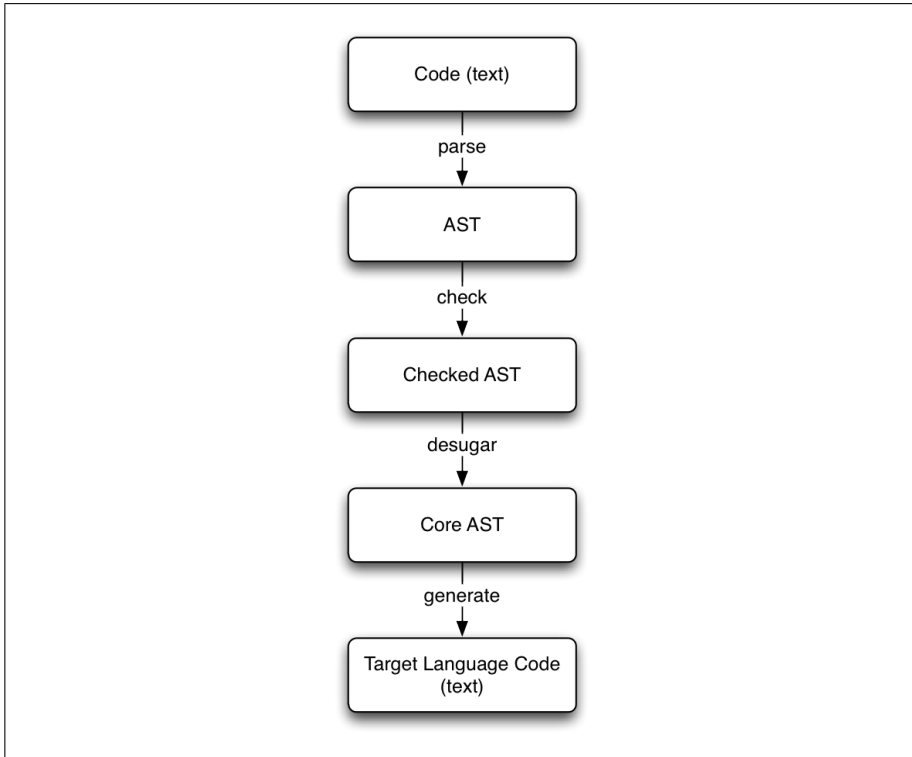 Code (text)
parse
AST
check
Checked AST
desugar
Core AST
generate
Target Language Code
(text)